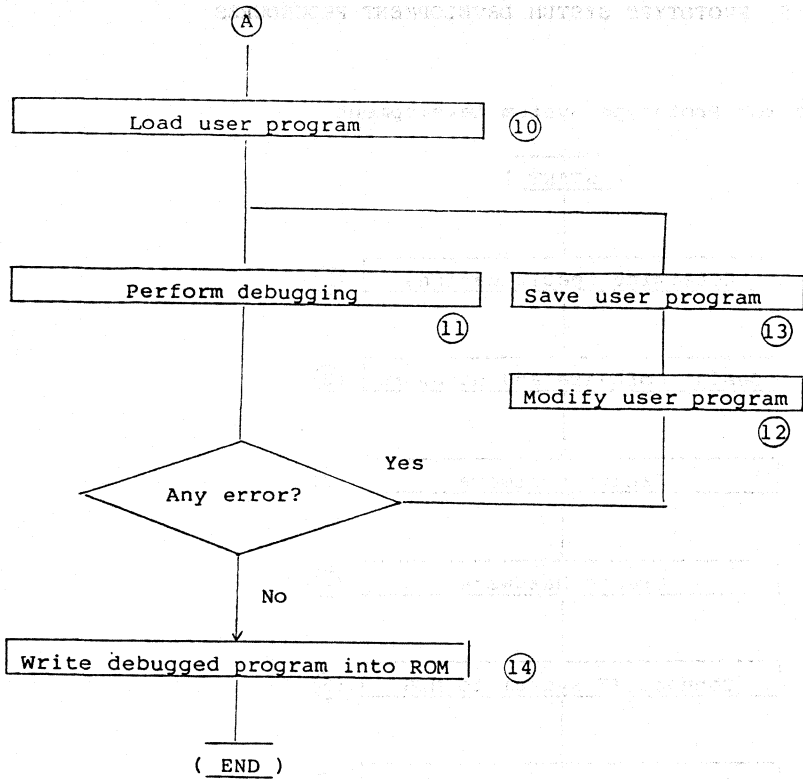 A
Load user program 10
Perform debugging
11
Save user program
13
Modify user program
12
Yes
Any error?
No
Write debugged program into ROM 14
( END )